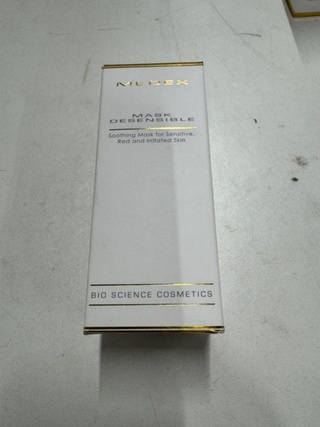 MASK
DESENSIBLE
Soothing Mask for Sensitive,
Red and Irritated Skin
BIO SCIENCE COSMETICS